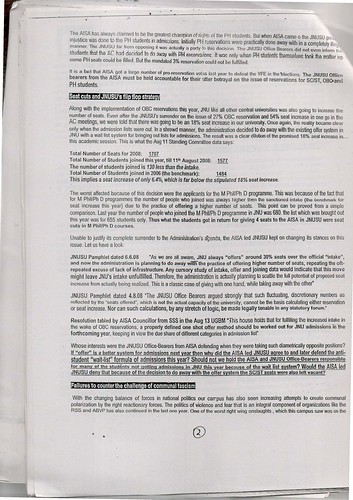 The AISA has always claimed to be the greatest champion of rights of the PH students. But when AISA came to the JNUSU
injustice was done to the PH students in admissions. Initially PH reservations were practically done away with in a completely
manner. The JNUSU far from opposing it was actually a party to this decision. The JNUSU Office Bearers did not even inform
students that the AC had decided to do away with PH reservations. It was only when PH students themselves took the matter up
some PH seats could be filled. But the mandated 3% reservation could not be fulfilled.
It is a fact that AISA got a large number of pro reservation votes last year to defeat the YFE in the elections. The JNUSU Office-
bearers from the AISA must be held accountable for their utter betrayal on the issue of reservations for SC/ST, OBC and
PH students.
Seat cuts and JNUSU's flip flop strategy
Along with the implementation of OBC reservations this year, JNU like all other central universities was also going to increase the
number of seats. Even after the JNUSU's surrender on the issue of 27% OBC reservation and 54% seat increase in one go in the
AC meetings, we were told that there was going to be an 18% seat increase in our university. Once again, the reality became clear
only when the admission lists were out. In a shrewd manner, the administration decided to do away with the existing offer system in
JNU with a wait list system for bringing out lists for admissions. The result was a clear dilution of the promised 18% seat increase in
this academic session. This is what the Aug 11 Standing Committee data says:
Total Number of Seats for 2008: 1707
Total Number of Students joined this year, till 11th August 2008: 1577
The number of students joined is 130 less than the intake.
Total Number of Students joined in 2006 (the benchmark): 1484
This implies a seat increase of only 6.4%, which is far below the stipulated 18% seat increase.
The worst affected because of this decision were the applicants for the M Phil/Ph D programme. This was because of the fact that
for M Phil/Ph D programmes the number of people who joined was always higher than the sanctioned intake (the benchmark for
seat increase this year) due to the practice of offering a higher number of seats. This point can be proved from a simple
comparison. Last year the number of people who joined the M Phil/Ph D programme in JNU was 680, the list which was brought out
this year was for 655 students only. Thus what the students got in return for giving 4 seats to the AISA in JNUSU were seat
cuts in M Phil/Ph D courses.
Unable to justify its complete surrender to the Administration's agenda, the AISA led JNUSU kept on changing its stances on this
issue. Let us have a look:
JNUSU Pamphlet dated 6.6.08 "As we are all aware, JNU always "offers" around 30% seats over the official "intake",
and now the administration is planning to do away with the practice of offering higher number of seats, repeating the oft-
repeated excuse of lack of infrastructure. Any cursory study of intake, offer and joining data would indicate that this move
might leave JNU's intake unfulfilled. Therefore, the administration is actually planning to scuttle the full potential of proposed seat
increase from actually being realized. This is a classic case of giving with one hand, while taking away with the other"
JNUSU Pamphlet dated 4.8.08 "The JNUSU Office Bearers argued strongly that such fluctuating, discretionary numbers as
reflected by the 'seats offered', which is not the actual capacity of the university, cannot be the basis calculating either reservation
or seat increase. Nor can such calculations, by any stretch of logic, be made legally tenable in any statutory forum."
Resolution tabled by AISA Councillor from SSS in the Aug 13 UGBM "This house holds that for fulfilling the increased intake in
the wake of OBC reservations, a properly defined one shot offer method should be worked out for JNU admissions in the
forthcoming year, keeping in view the due share of different categories in admission lists"
Whose interests were the JNUSU Office-Bearers from AISA defending when they were taking such diametrically opposite positions?
If "offer" is a better system for admissions next year then why did the AISA led JNUSU agree to and later defend the anti-
student "wait-list" formula of admissions this year? Should not we hold the AISA and JNUSU Office-Bearers responsible
for many of the students not getting admissions in JNU this year because of the wait list system? Would the AISA led
JNUSU deny that because of the decision to do away with the offer system the SC/ST seats were also left vacant?
Failures to counter the challenge of communal fascism
With the changing balances of forces in national politics our campus has also seen increasing attempts to create communal
polarization by the right reactionary forces. The politics of violence and fear that is an integral component of organizations like the
RSS and ABVP has also continued in the last one year. One of the worst right wing onslaughts, which this campus saw was on the
2